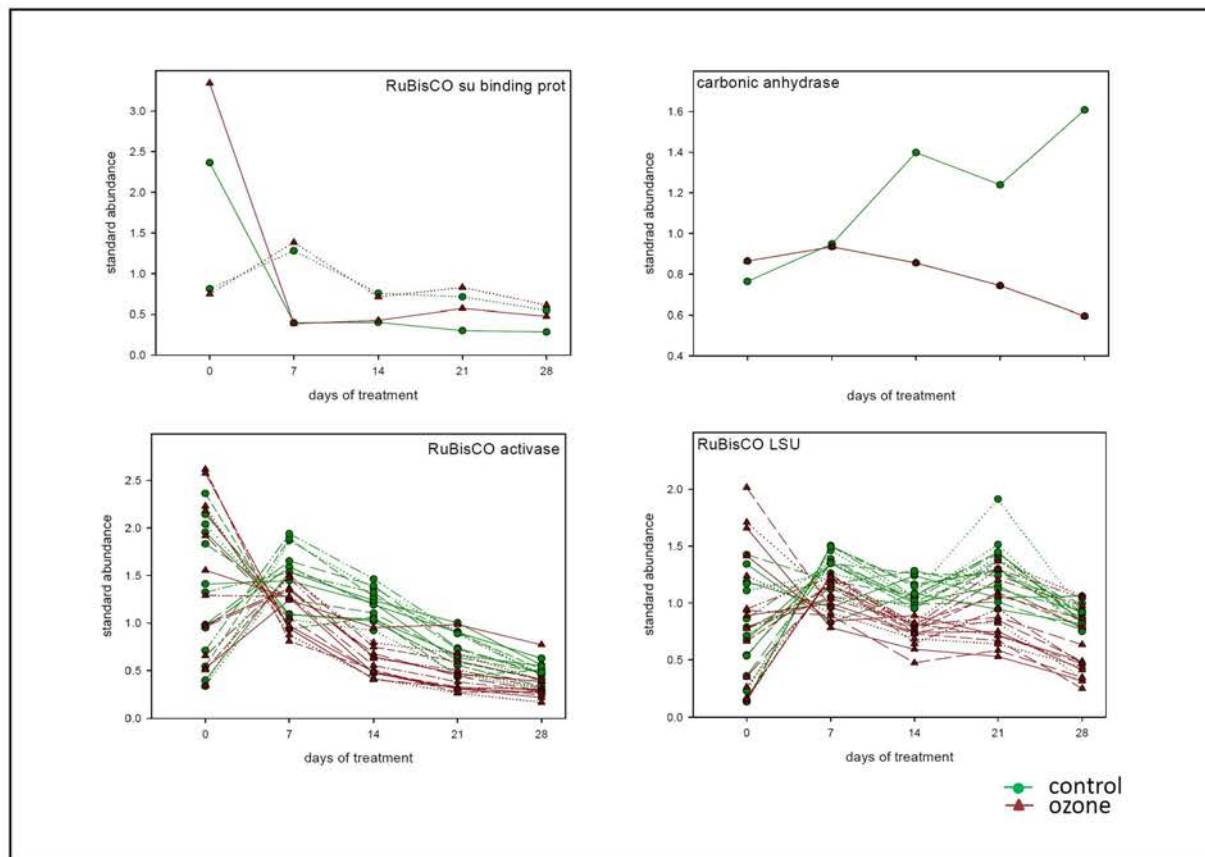 RuBisCO su binding prot
standard abundance
3.0
2.5
2.0
1.5
1.0
0.5
0.0
0 7 14 21 28
days of treatment
carbonic anhydrase
standrad abundance
1.6
1.4
1.2
1.0
0.8
0.6
0.4
days of treatment
RuBisCO activase
standard abundance
2.5
2.0
1.5
1.0
0.5
0.0
0 7 14 21 28
days of treatment
RuBisCO LSU
standard abundance
2.0
1.5
1.0
0.5
0.0
0 7 14 21 28
days of treatment
control
ozone